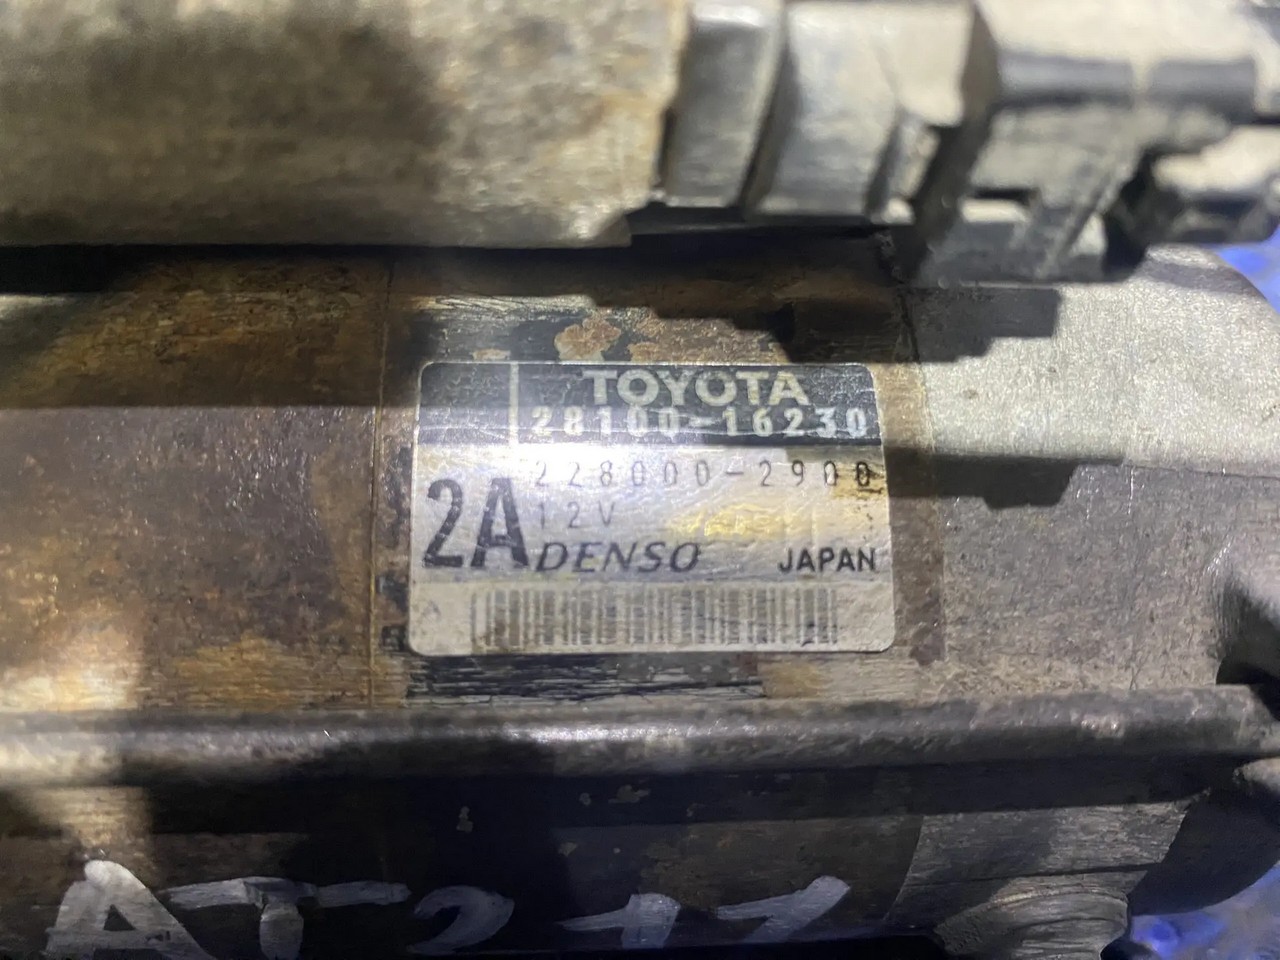 TOYOTA
28100-16230
228000-2900
12V
2A
DENSO JAPAN
AT211